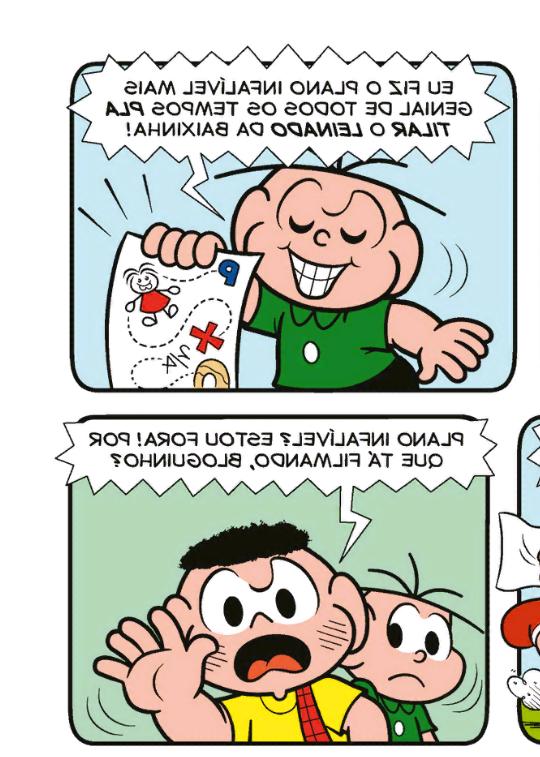 EU FIZ O PLANO INFALÍVEL MAIS
GENIAL DE TODOS OS TEMPOS PLA
TILAR O LEINADO DA BAIXINHA!
P
X
PLANO INFALÍVEL? ESTOU FORA! POR
QUE TÁ FILMANDO, BLOGUINHO?